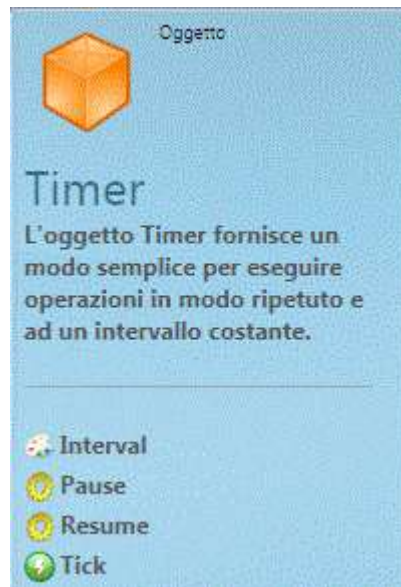 Oggetto
Timer
L'oggetto Timer fornisce un
modo semplice per eseguire
operazioni in modo ripetuto e
ad un intervallo costante.
Interval
Pause
Resume
Tick